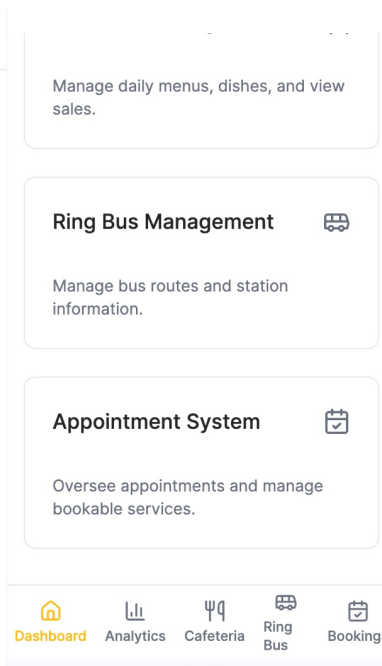 Manage daily menus, dishes, and view
sales.
Ring Bus Management
Manage bus routes and station
information.
Appointment System
Oversee appointments and manage
bookable services.
Dashboard
Analytics
Cafeteria
Ring
Bus
Booking